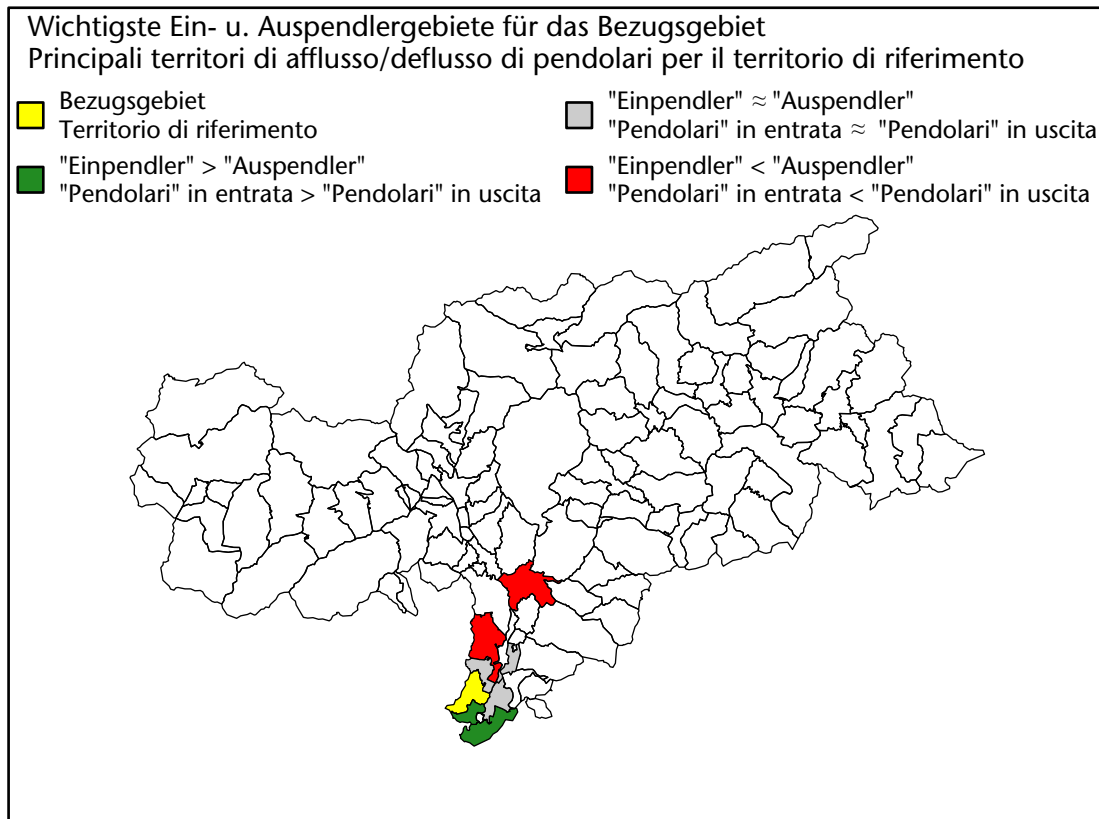 Wichtigste Ein- u. Auspendlergebiete für das Bezugsgebiet
Principali territori di afflusso/deflusso di pendolari per il territorio di riferimento
Bezugsgebiet
Territorio di riferimento
"Einpendler" > "Auspendler"
"Pendolari" in entrata > "Pendolari" in uscita
"Einpendler" ≈ "Auspendler"
"Pendolari" in entrata ≈ "Pendolari" in uscita
"Einpendler" < "Auspendler"
"Pendolari" in entrata < "Pendolari" in uscita